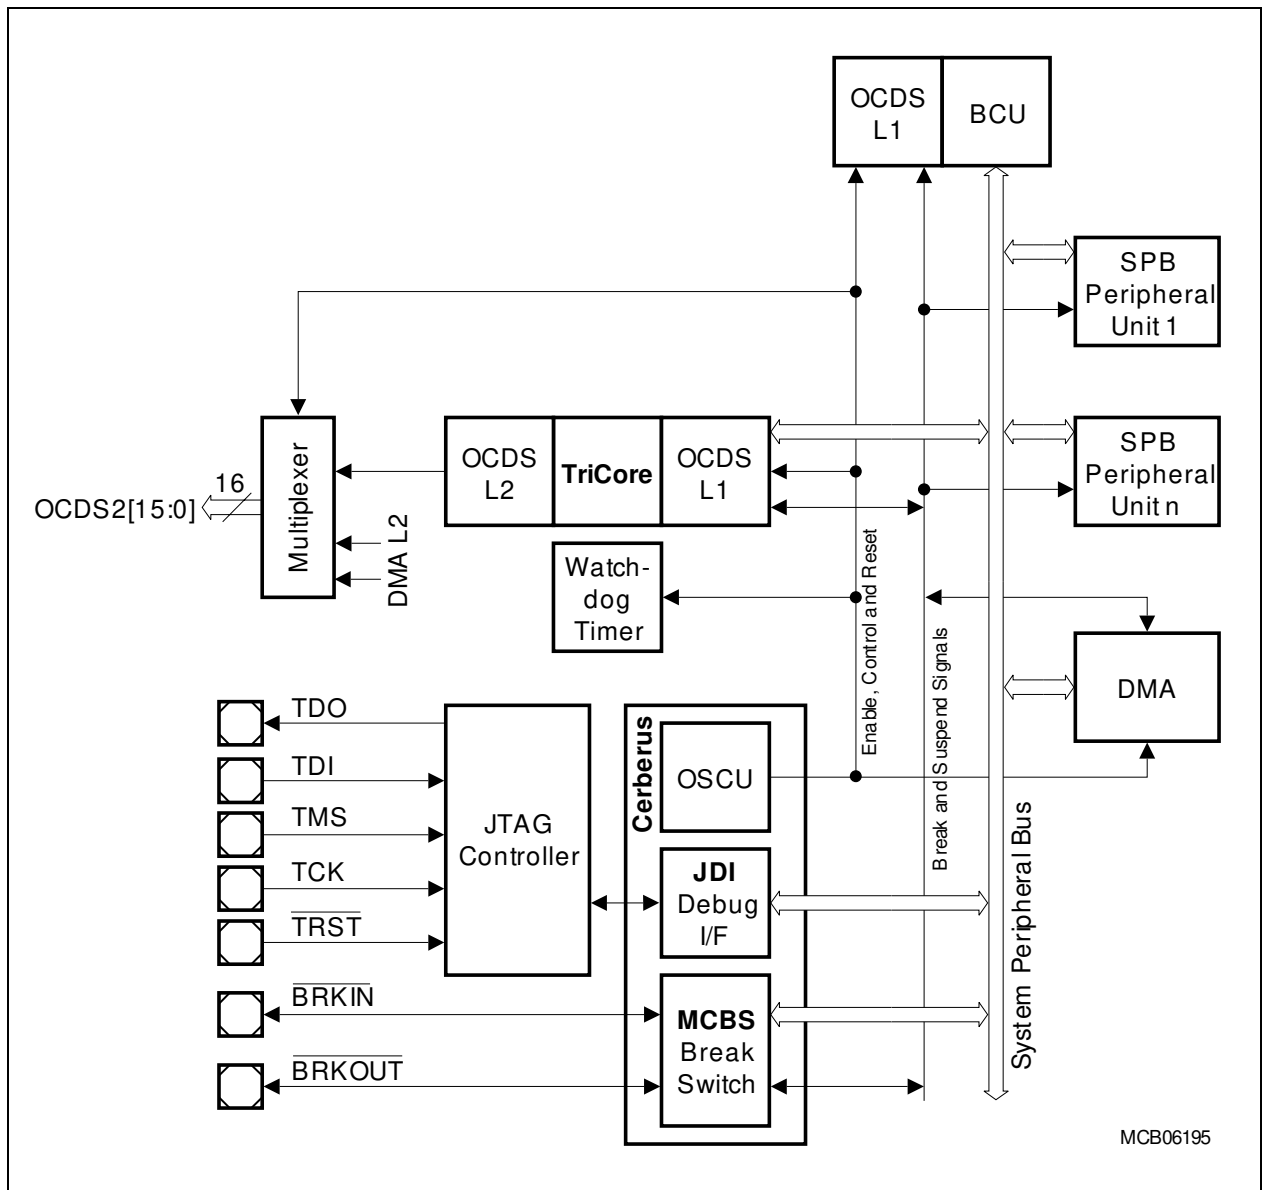 OCDS
L1
BCU
SPB
Peripheral
Unit 1
OCDS
L2
TriCore
OCDS
L1
SPB
Peripheral
Unit n
16
OCDS2[15:0]
Multiplexer
DMA L2
Watch-
dog
Timer
Enable, Control and Reset
Break and Suspend Signals
DMA
System Peripheral Bus
TDO
TDI
TMS
TCK
TRST
BRKIN
BRKOUT
JTAG
Controller
Cerberus
OSCU
JDI
Debug
I/F
MCBS
Break
Switch
MCB06195